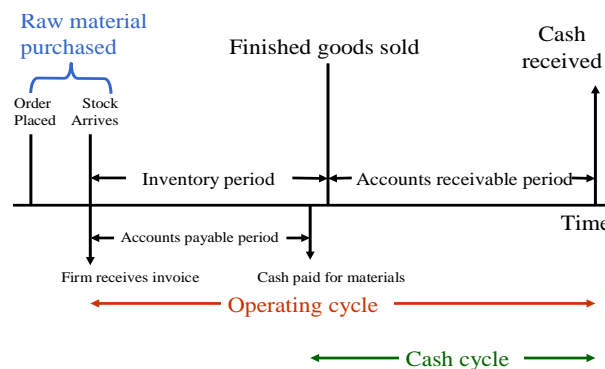 Raw material
purchased
Finished goods sold
Cash
received
Order
Placed
Stock
Arrives
Inventory period
Accounts receivable period
Time
Accounts payable period
Firm receives invoice
Cash paid for materials
Operating cycle
Cash cycle